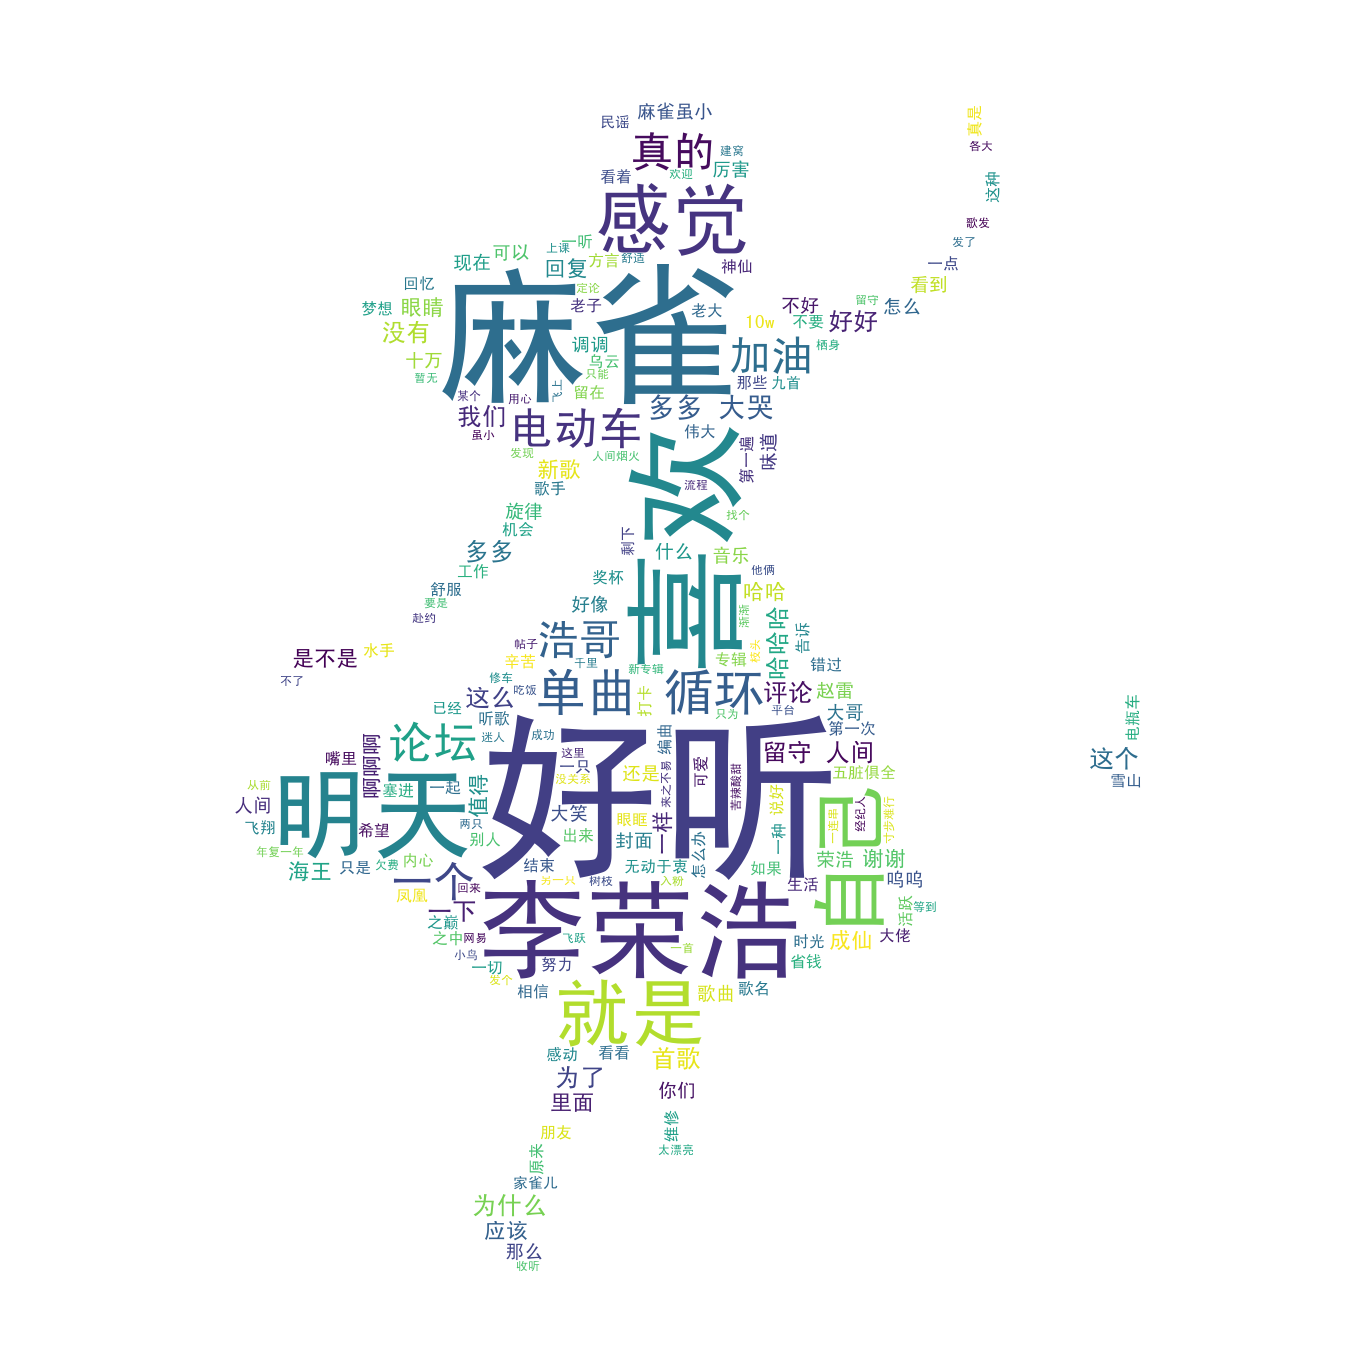 麻雀虽小
民谣
真的
建窝
真是
各大
看着
欢迎
厉害
这种
感觉
歌发
发了
一点
现在
可以
上课
一听
回复
方言
舒适
神仙
看到
回忆
梦想
眼睛
定论
老子
老大
麻雀
10w
不好
不要
留守
好好
怎么
没有
十万
暂无
调调
乌云
只能
加油
栖身
那些
九首
某个
用心
上飞
留在
我们
虽小
电动车
多多
大哭
伟大
发现
人间烟火
新歌
歌手
喜欢
第一遍
味道
流程
旋律
机会
找个
多多
工作
剩下
什么
音乐
他俩
舒服
要是
赴约
奖杯
好像
哈哈
哈哈哈
告诉
是不是
水手
不了
浩哥
帖子
辛苦
千里
新专辑
专辑
枝头
错过
修车
吃饭
单曲
循环
打卡
只为
平台
评论
赵雷
电瓶车
这个
雪山
这么
已经
听歌
迷人
成功
大哥
第一次
论坛
嘴里
啊啊啊
好听
这里
一只
没关系
还是
编曲
来之不易
可爱
苦辣酸甜
留守
人间
五脏俱全
从前
明天
塞进
一起
值得
人间
飞翔
希望
两只
别人
大笑
出来
眼眶
封面
一样
怎么办
说好
一种
自己
一连串
经纪人
寸步难行
年复一年
海王
只是
欠费
内心
结束
无动于衷
如果
荣浩
谢谢
一个
凤凰
回来
另一只
树枝
入粉
生活
呜呜
活跃
等到
一下
之巅
之中
网易
小鸟
李荣浩
飞跃
一首
时光
成仙
大佬
省钱
一切
发个
努力
相信
歌曲
歌名
就是
感动
看看
首歌
为了
里面
你们
维修
太漂亮
朋友
原来
家雀儿
为什么
应该
那么
收听